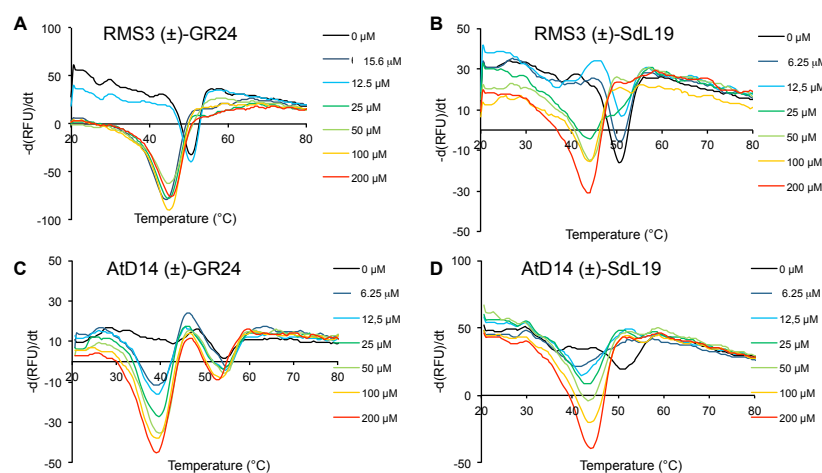 A
RMS3 (±)-GR24
-d(RFU)/dt
100
50
0
-50
-100
20
40
60
80
Temperature (°C)
0 µM
15.6 µM
12.5 µM
25 µM
50 µM
100 µM
200 µM
B
RMS3 (±)-SdL19
-d(RFU)/dt
50
30
10
-10
-30
-50
20
30
40
50
60
70
80
Temperature (°C)
0 µM
6.25 µM
12,5 µM
25 µM
50 µM
100 µM
200 µM
C
AtD14 (±)-GR24
-d(RFU)/dt
50
30
10
-10
-30
-50
20
30
40
50
60
70
80
Temperature (°C)
0 µM
6.25 µM
12,5 µM
25 µM
50 µM
100 µM
200 µM
D
AtD14 (±)-SdL19
-d(RFU)/dt
100
50
0
-50
20
30
40
50
60
70
80
Temperature (°C)
0 µM
6.25 µM
12,5 µM
25 µM
50 µM
100 µM
200 µM